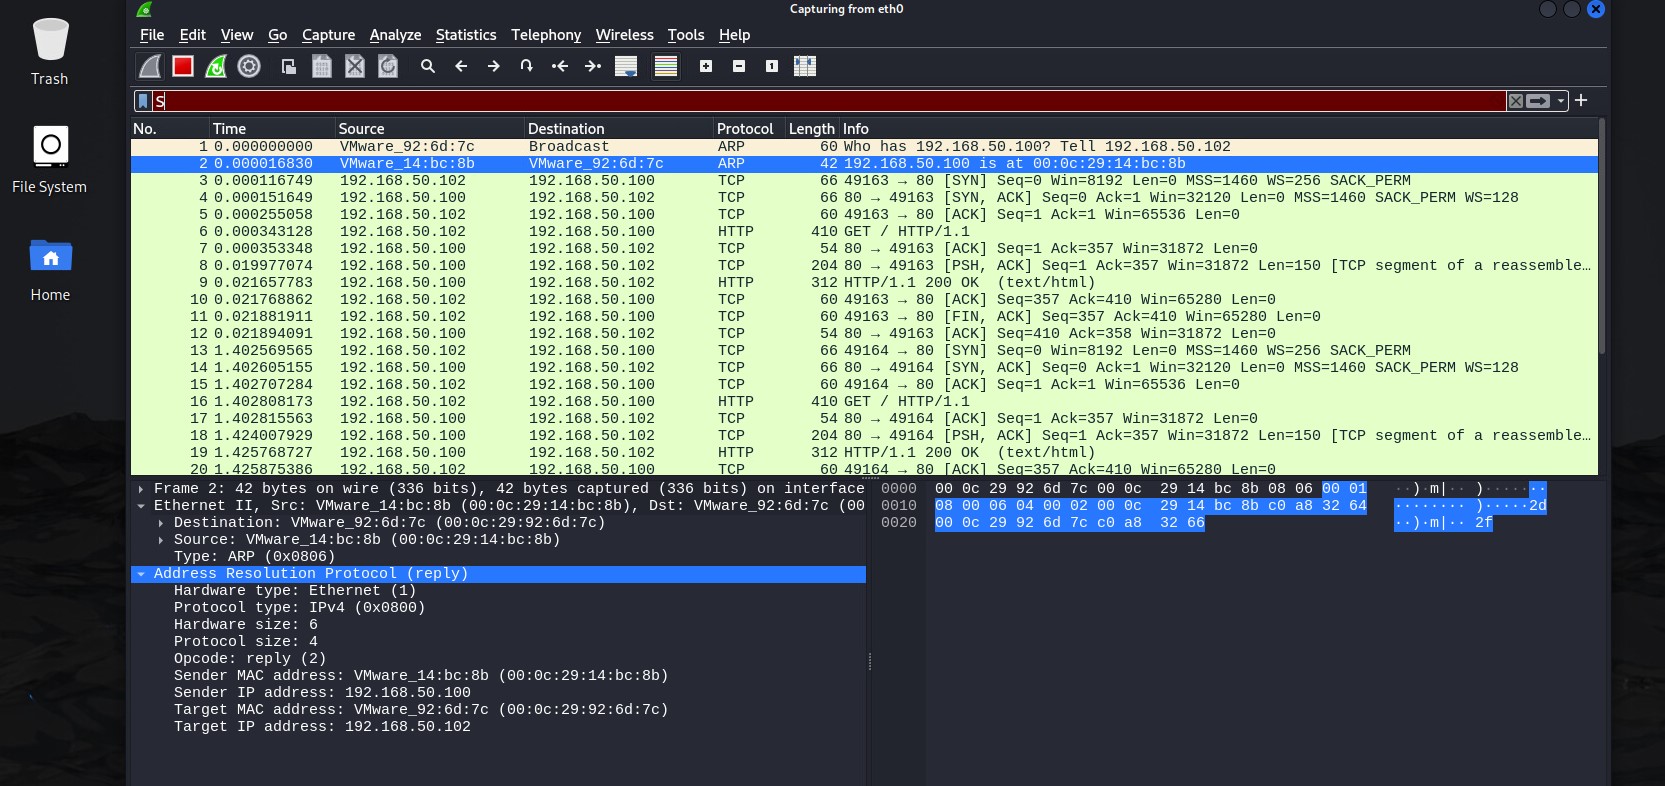 Capturing from eth0
File Edit View Go Capture Analyze Statistics Telephony Wireless Tools Help
Trash
File System
Home
S
No. Time Source Destination Protocol Length Info
1 0.000000000 VMware_92:6d:7c Broadcast ARP 60 Who has 192.168.50.100? Tell 192.168.50.102
2 0.000016830 VMware_14:bc:8b VMware_92:6d:7c ARP 42 192.168.50.100 is at 00:0c:29:14:bc:8b
3 0.000116749 192.168.50.102 192.168.50.100 TCP 66 49163 → 80 [SYN] Seq=0 Win=8192 Len=0 MSS=1460 WS=256 SACK_PERM
4 0.000151649 192.168.50.100 192.168.50.102 TCP 66 80 → 49163 [SYN, ACK] Seq=0 Ack=1 Win=32120 Len=0 MSS=1460 SACK_PERM WS=128
5 0.000255058 192.168.50.102 192.168.50.100 TCP 60 49163 → 80 [ACK] Seq=1 Ack=1 Win=65536 Len=0
6 0.000343128 192.168.50.102 192.168.50.100 HTTP 410 GET / HTTP/1.1
7 0.000353348 192.168.50.100 192.168.50.102 TCP 54 80 → 49163 [ACK] Seq=1 Ack=357 Win=31872 Len=0
8 0.019977074 192.168.50.100 192.168.50.102 TCP 204 80 → 49163 [PSH, ACK] Seq=1 Ack=357 Win=31872 Len=150 [TCP segment of a reassemble…
9 0.021657783 192.168.50.100 192.168.50.102 HTTP 312 HTTP/1.1 200 OK (text/html)
10 0.021768862 192.168.50.102 192.168.50.100 TCP 60 49163 → 80 [ACK] Seq=357 Ack=410 Win=65280 Len=0
11 0.021881911 192.168.50.102 192.168.50.100 TCP 60 49163 → 80 [FIN, ACK] Seq=357 Ack=410 Win=65280 Len=0
12 0.021894091 192.168.50.100 192.168.50.102 TCP 54 80 → 49163 [ACK] Seq=410 Ack=358 Win=31872 Len=0
13 1.402569565 192.168.50.102 192.168.50.100 TCP 66 49164 → 80 [SYN] Seq=0 Win=8192 Len=0 MSS=1460 WS=256 SACK_PERM
14 1.402605155 192.168.50.100 192.168.50.102 TCP 66 80 → 49164 [SYN, ACK] Seq=0 Ack=1 Win=32120 Len=0 MSS=1460 SACK_PERM WS=128
15 1.402707284 192.168.50.102 192.168.50.100 TCP 60 49164 → 80 [ACK] Seq=1 Ack=1 Win=65536 Len=0
16 1.402808173 192.168.50.102 192.168.50.100 HTTP 410 GET / HTTP/1.1
17 1.402815563 192.168.50.100 192.168.50.102 TCP 54 80 → 49164 [ACK] Seq=1 Ack=357 Win=31872 Len=0
18 1.424007929 192.168.50.100 192.168.50.102 TCP 204 80 → 49164 [PSH, ACK] Seq=1 Ack=357 Win=31872 Len=150 [TCP segment of a reassemble…
19 1.425768727 192.168.50.100 192.168.50.102 HTTP 312 HTTP/1.1 200 OK (text/html)
20 1.425875386 192.168.50.102 192.168.50.100 TCP 60 49164 → 80 [ACK] Seq=357 Ack=410 Win=65280 Len=0
Frame 2: 42 bytes on wire (336 bits), 42 bytes captured (336 bits) on interface
Ethernet II, Src: VMware_14:bc:8b (00:0c:29:14:bc:8b), Dst: VMware_92:6d:7c (00
Destination: VMware_92:6d:7c (00:0c:29:92:6d:7c)
Source: VMware_14:bc:8b (00:0c:29:14:bc:8b)
Type: ARP (0x0806)
Address Resolution Protocol (reply)
Hardware type: Ethernet (1)
Protocol type: IPv4 (0x0800)
Hardware size: 6
Protocol size: 4
Opcode: reply (2)
Sender MAC address: VMware_14:bc:8b (00:0c:29:14:bc:8b)
Sender IP address: 192.168.50.100
Target MAC address: VMware_92:6d:7c (00:0c:29:92:6d:7c)
Target IP address: 192.168.50.102
0000 00 0c 29 92 6d 7c 00 0c 29 14 bc 8b 08 06 00 01 ··)·m|·· )·······
0010 08 00 06 04 00 02 00 0c 29 14 bc 8b c0 a8 32 64 ········ )·····2d
0020 00 0c 29 92 6d 7c c0 a8 32 66 ··)·m|·· 2f